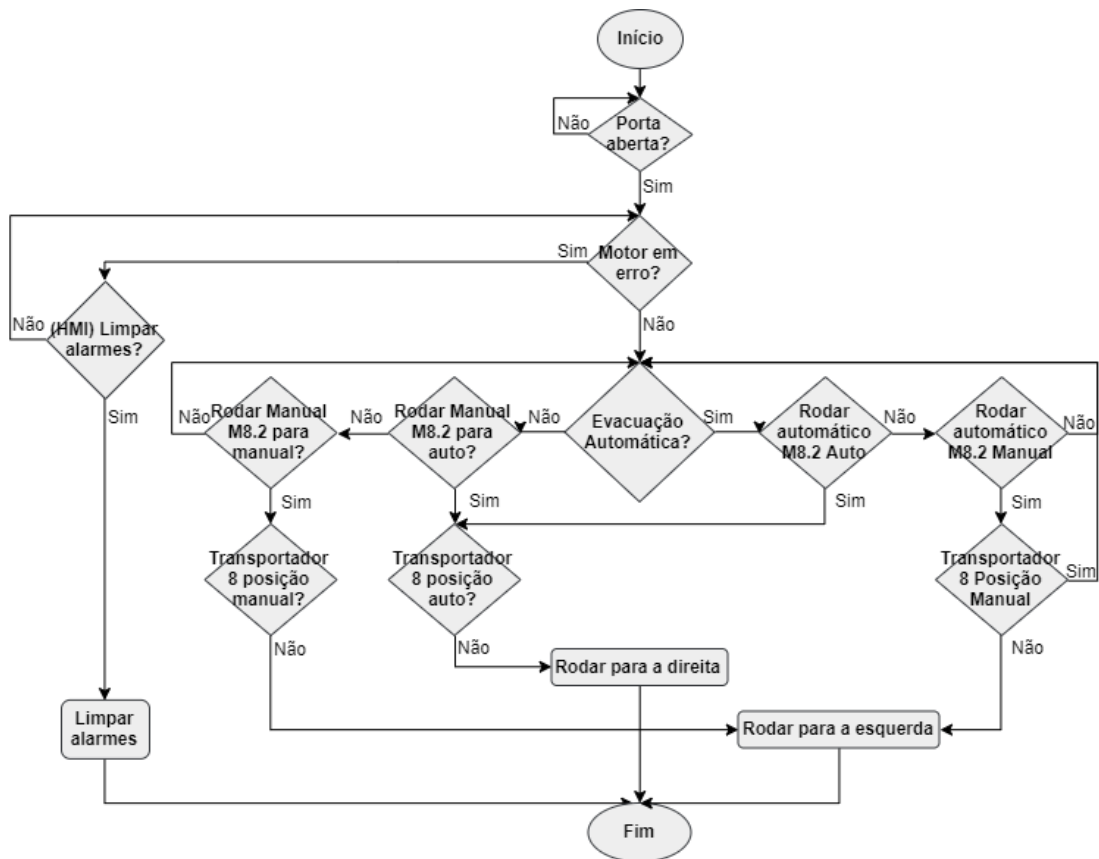 Início
Não
Porta
aberta?
Sim
Sim
Motor em
erro?
Não
(HMI) Limpar
alarmes?
Não
Sim
Não
Rodar Manual
M8.2 para
manual?
Não
Rodar Manual
M8.2 para
auto?
Não
Evacuação
Automática?
Sim
Rodar
automático
M8.2 Auto
Não
Rodar
automático
M8.2 Manual
Não
Sim
Sim
Sim
Sim
Transportador
8 posição
manual?
Transportador
8 posição
auto?
Transportador
8 Posição
Manual
Sim
Não
Não
Não
Rodar para a direita
Limpar
alarmes
Rodar para a esquerda
Fim